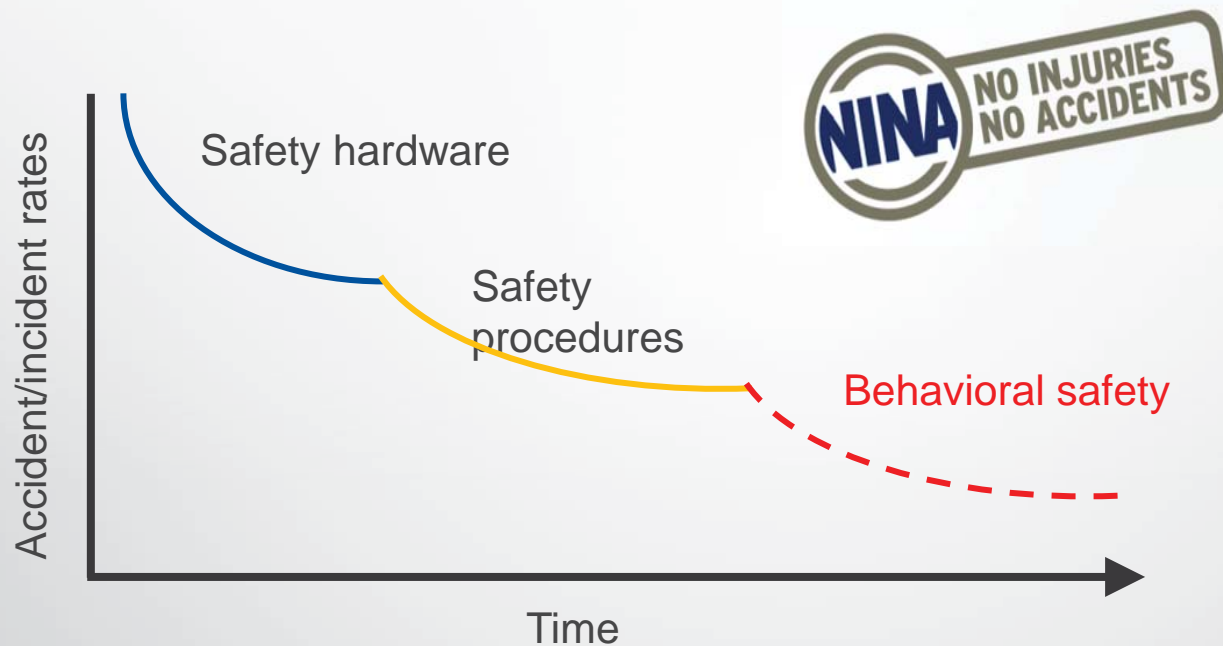 NINA
NO INJURIES
NO ACCIDENTS
Accident/incident rates
Safety hardware
Safety
procedures
Behavioral safety
Time